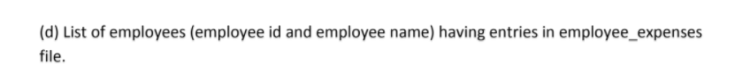 (d) List of employees (employee id and employee name) having entries in employee_expenses
file.